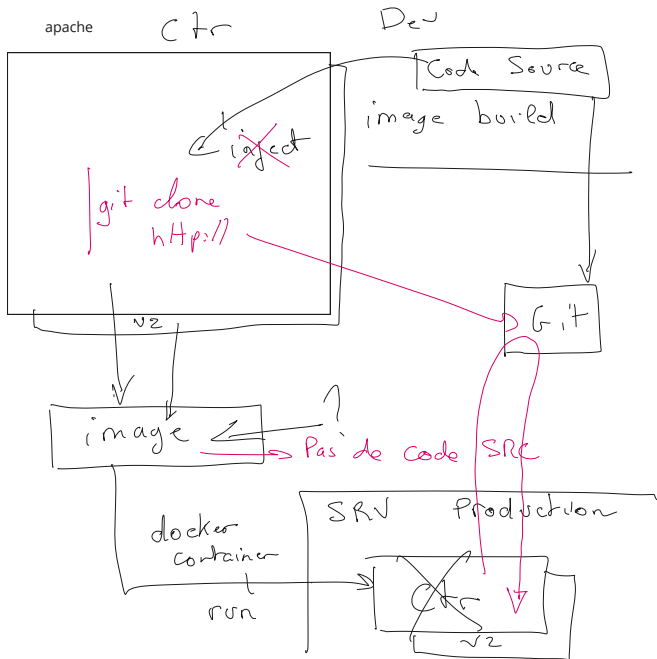 apache
Ctr
Dev
Code Source
image build
inject
git clone
http://
v2
Git
image
?
Pas de code SRC
SRV Production
docker
container
run
Ctr
v2